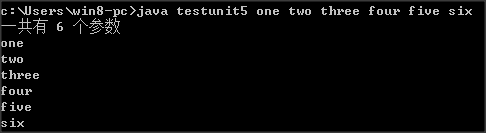 c:\Users\win8-pc>java testunit5 one two three four five six
一共有 6 个参数
one
two
three
four
five
six